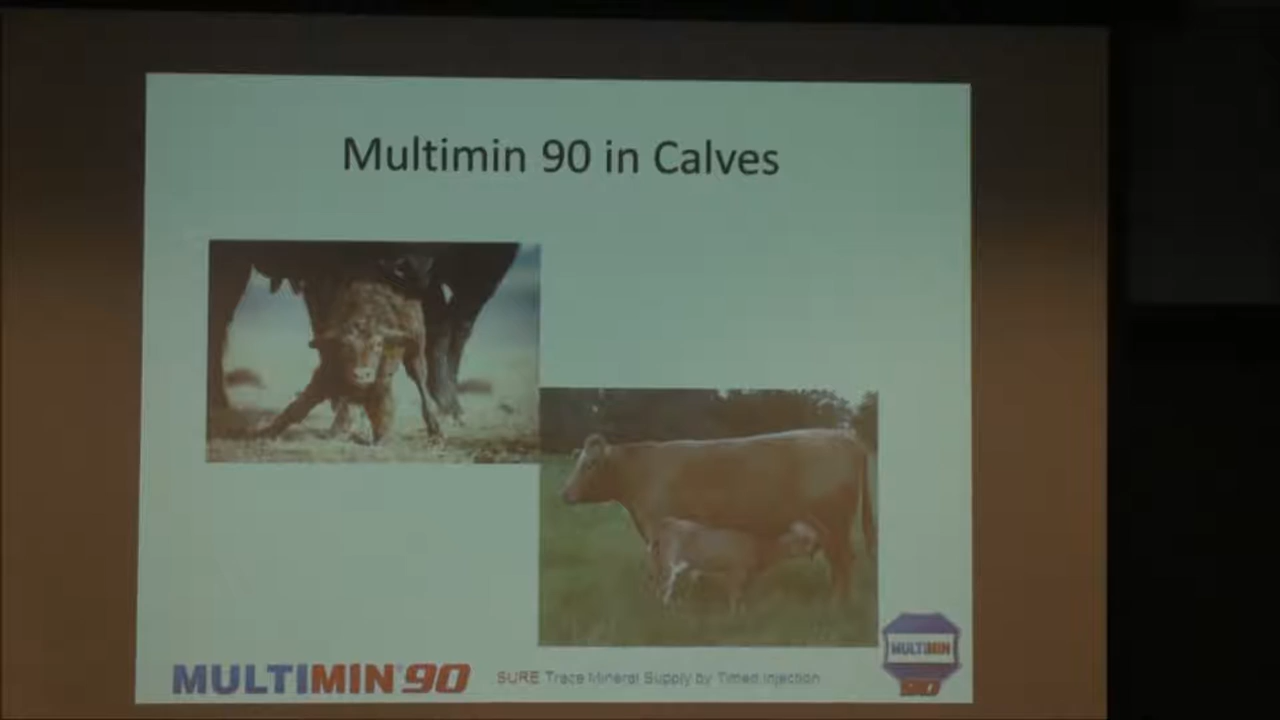 Multimin 90 in Calves
MULTIMIN®90
SURE Trace Mineral Supply by Timed Injection
MULTIMIN
90